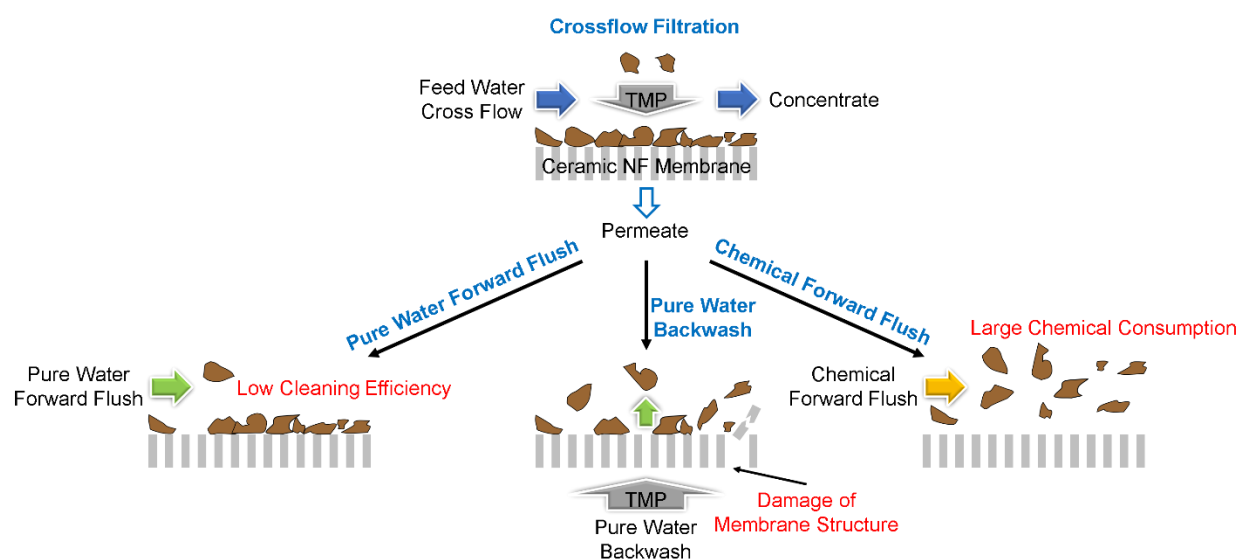 Crossflow Filtration
Feed Water
Cross Flow
TMP
Concentrate
Ceramic NF Membrane
Permeate
Pure Water Forward Flush
Pure Water
Backwash
Chemical Forward Flush
Pure Water
Forward Flush
Low Cleaning Efficiency
Large Chemical Consumption
Chemical
Forward Flush
TMP
Pure Water
Backwash
Damage of
Membrane Structure